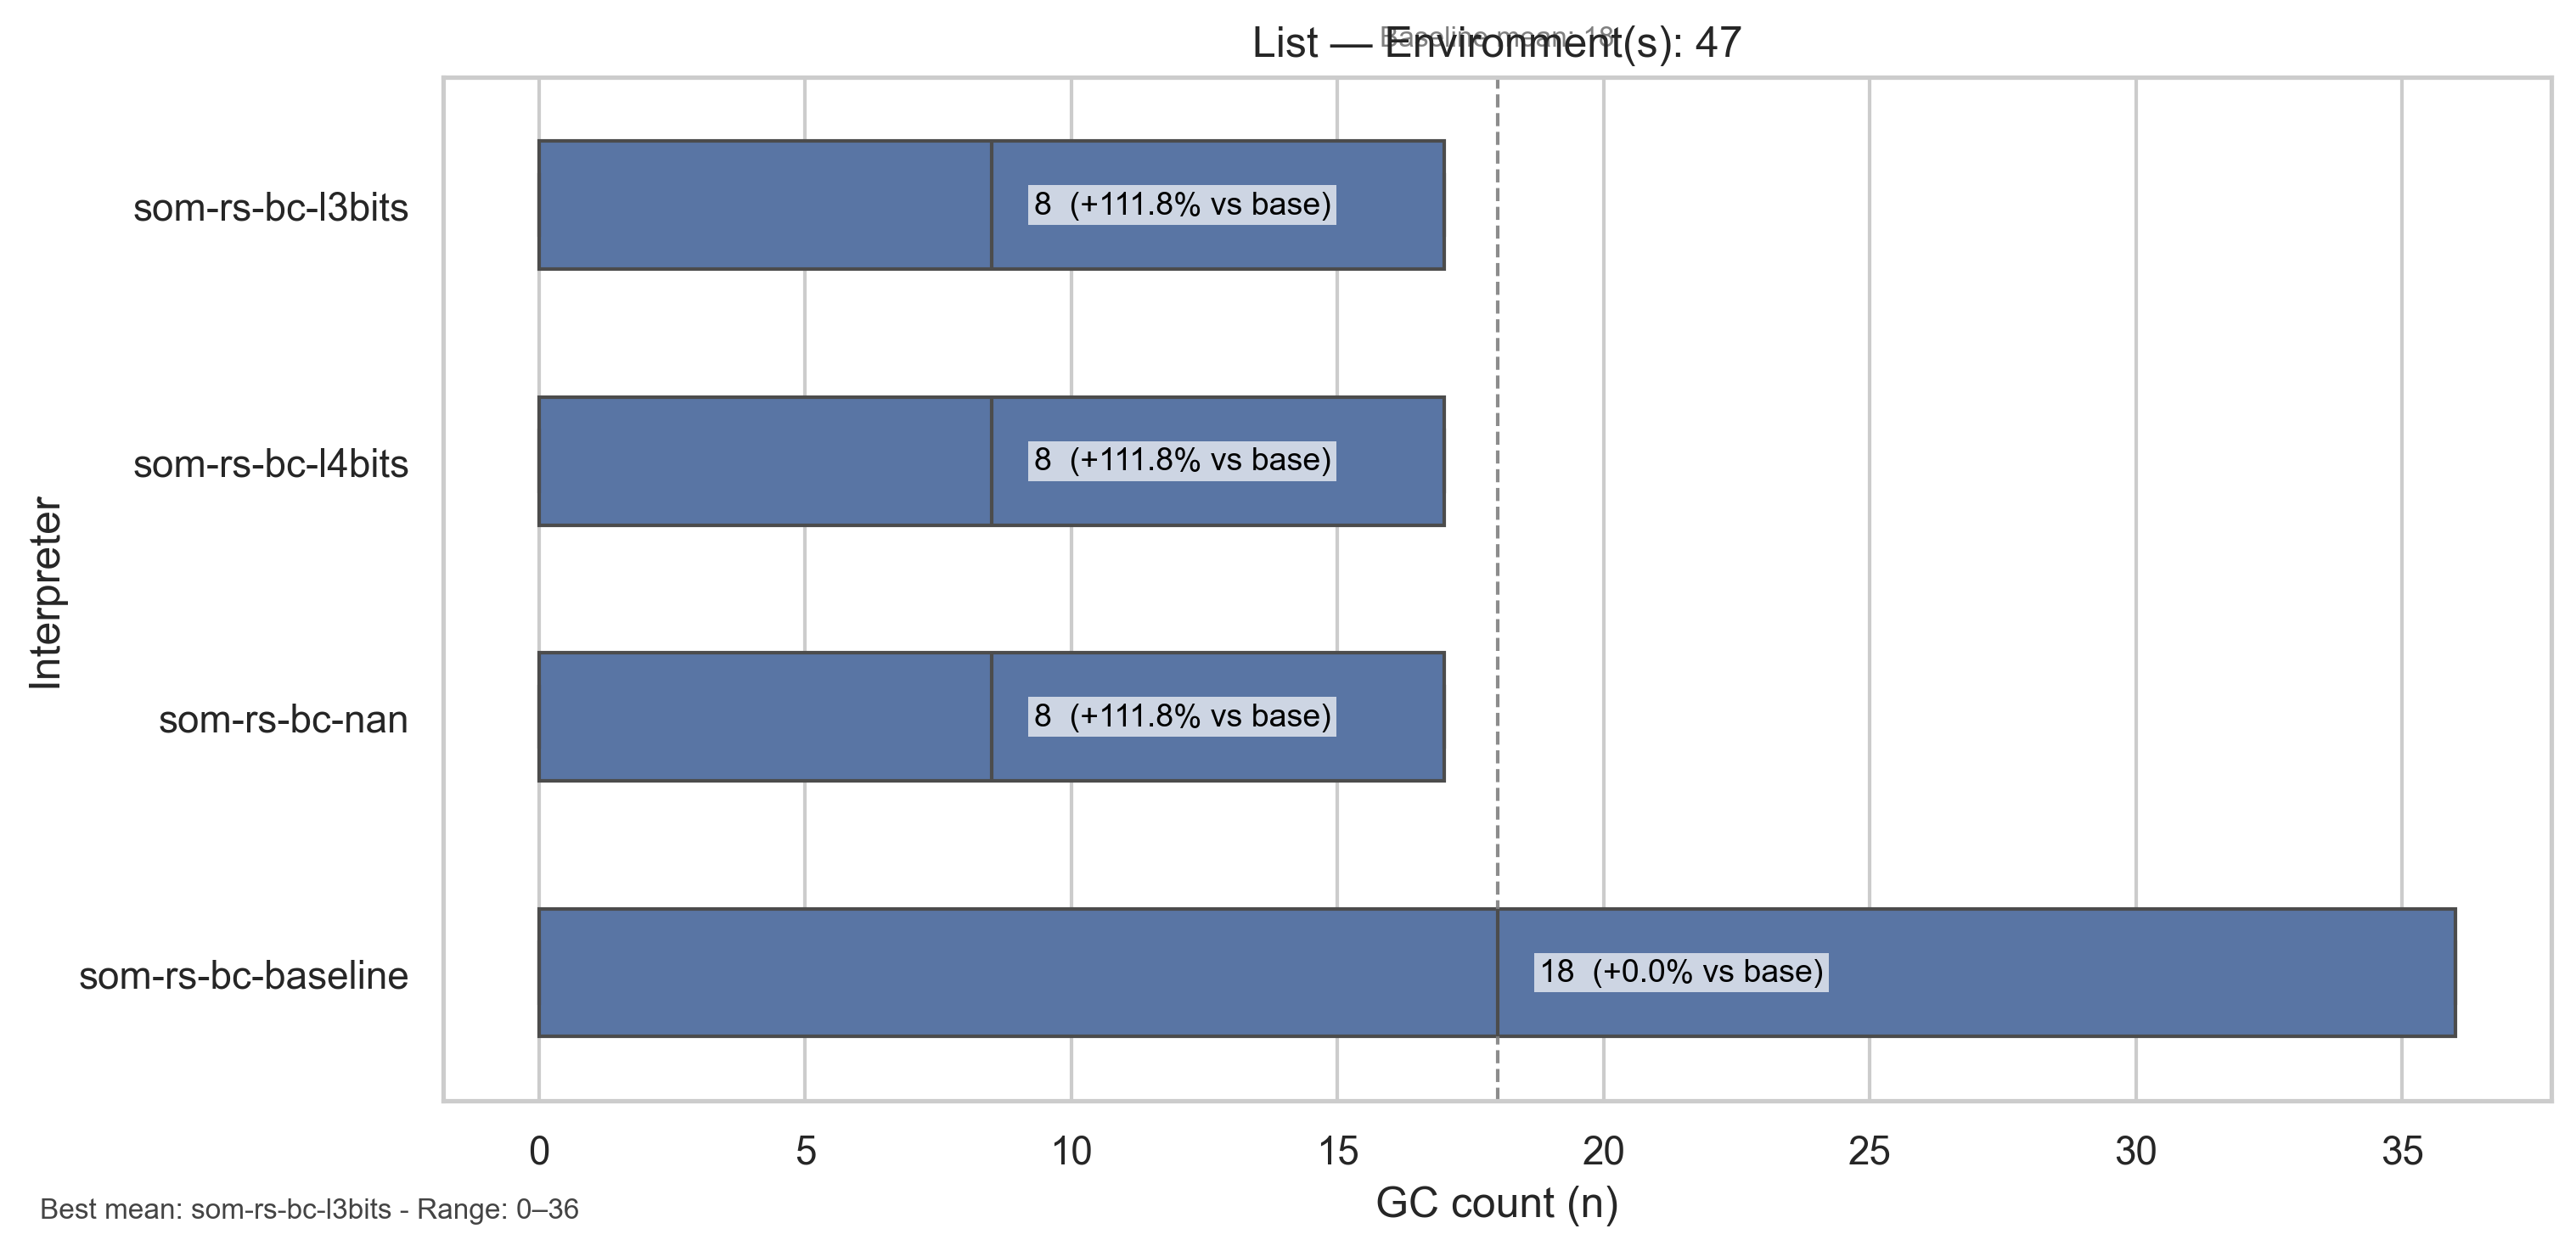 Baseline mean: 18
List — Environment(s): 47
som-rs-bc-l3bits
8 (+111.8% vs base)
som-rs-bc-l4bits
8 (+111.8% vs base)
som-rs-bc-nan
8 (+111.8% vs base)
som-rs-bc-baseline
18 (+0.0% vs base)
Interpreter
0 5 10 15 20 25 30 35
GC count (n)
Best mean: som-rs-bc-l3bits - Range: 0–36